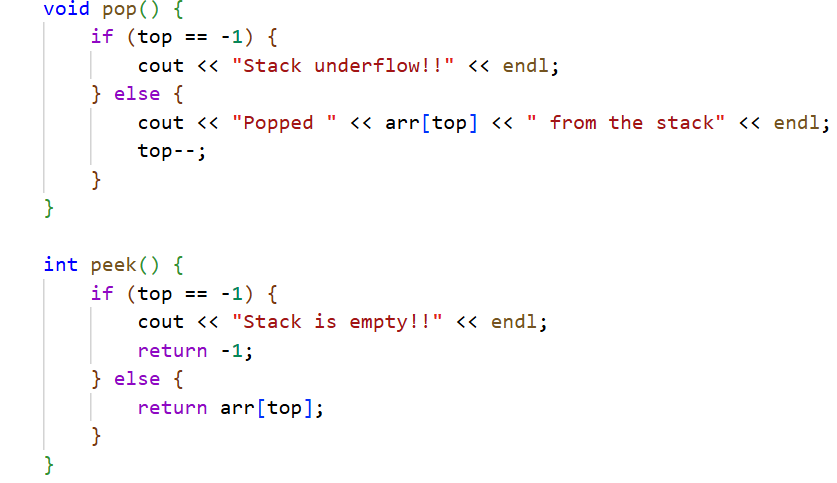 void pop() {
    if (top == -1) {
        cout << "Stack underflow!!" << endl;
    } else {
        cout << "Popped " << arr[top] << " from the stack" << endl;
        top--;
    }
}

int peek() {
    if (top == -1) {
        cout << "Stack is empty!!" << endl;
        return -1;
    } else {
        return arr[top];
    }
}